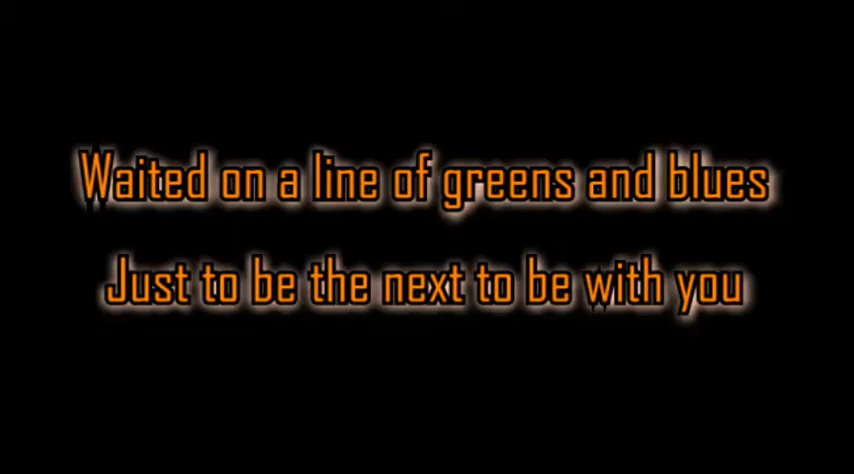 Waited on a line of greens and blues
Just to be the next to be with you